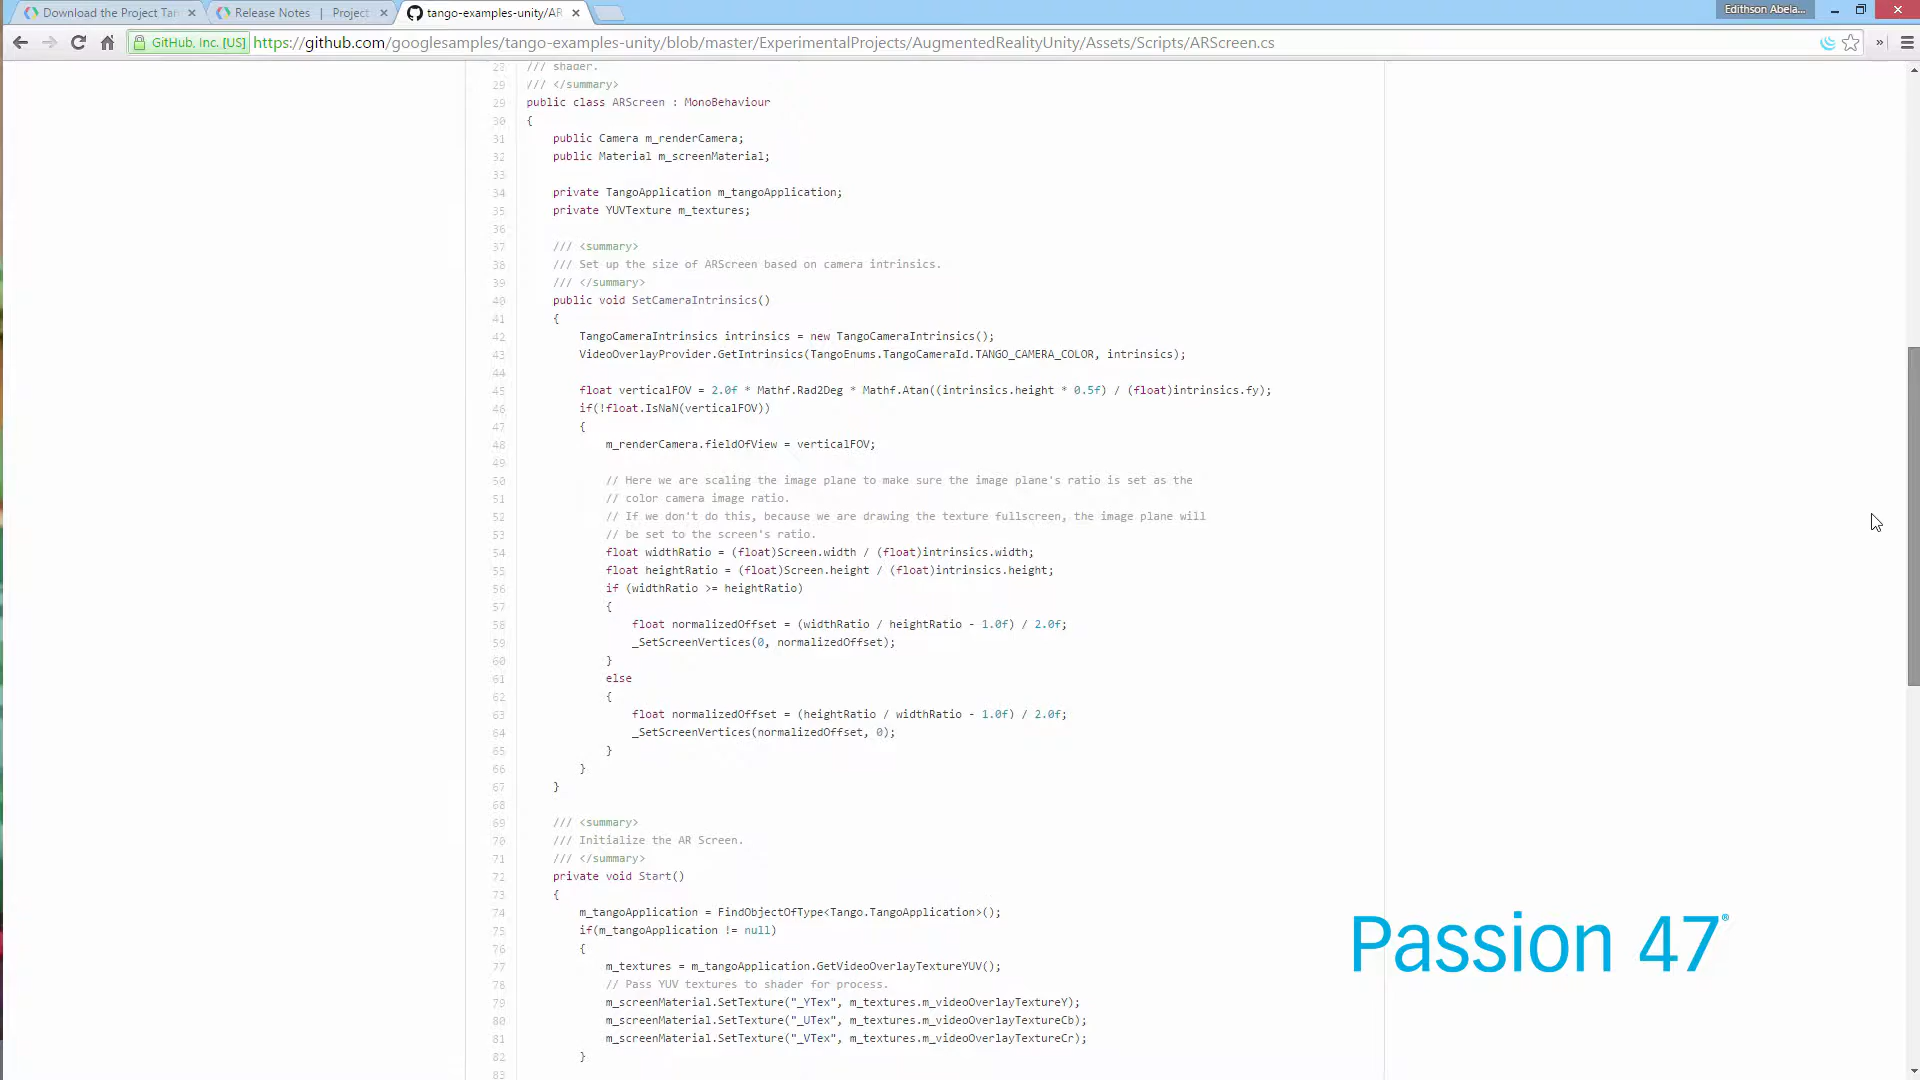 Download the Project Tan
Release Notes | Project
tango-examples-unity/AR
Edithson Abela...
GitHub, Inc. [US]
https://github.com/googlesamples/tango-examples-unity/blob/master/ExperimentalProjects/AugmentedRealityUnity/Assets/Scripts/ARScreen.cs
/// shader.
29 /// </summary>
29 public class ARScreen : MonoBehaviour
30 {
31 public Camera m_renderCamera;
32 public Material m_screenMaterial;
33
34 private TangoApplication m_tangoApplication;
35 private YUVTexture m_textures;
36
37 /// <summary>
38 /// Set up the size of ARScreen based on camera intrinsics.
39 /// </summary>
40 public void SetCameraIntrinsics()
41 {
42 TangoCameraIntrinsics intrinsics = new TangoCameraIntrinsics();
43 VideoOverlayProvider.GetIntrinsics(TangoEnums.TangoCameraId.TANGO_CAMERA_COLOR, intrinsics);
44
45 float verticalFOV = 2.0f * Mathf.Rad2Deg * Mathf.Atan((intrinsics.height * 0.5f) / (float)intrinsics.fy);
46 if(!float.IsNaN(verticalFOV))
47 {
48 m_renderCamera.fieldOfView = verticalFOV;
49
50 // Here we are scaling the image plane to make sure the image plane's ratio is set as the
51 // color camera image ratio.
52 // If we don't do this, because we are drawing the texture fullscreen, the image plane will
53 // be set to the screen's ratio.
54 float widthRatio = (float)Screen.width / (float)intrinsics.width;
55 float heightRatio = (float)Screen.height / (float)intrinsics.height;
56 if (widthRatio >= heightRatio)
57 {
58 float normalizedOffset = (widthRatio / heightRatio - 1.0f) / 2.0f;
59 _SetScreenVertices(0, normalizedOffset);
60 }
61 else
62 {
63 float normalizedOffset = (heightRatio / widthRatio - 1.0f) / 2.0f;
64 _SetScreenVertices(normalizedOffset, 0);
65 }
66 }
67 }
68
69 /// <summary>
70 /// Initialize the AR Screen.
71 /// </summary>
72 private void Start()
73 {
74 m_tangoApplication = FindObjectOfType<Tango.TangoApplication>();
75 if(m_tangoApplication != null)
76 {
77 m_textures = m_tangoApplication.GetVideoOverlayTextureYUV();
78 // Pass YUV textures to shader for process.
79 m_screenMaterial.SetTexture("_YTex", m_textures.m_videoOverlayTextureY);
80 m_screenMaterial.SetTexture("_UTex", m_textures.m_videoOverlayTextureCb);
81 m_screenMaterial.SetTexture("_VTex", m_textures.m_videoOverlayTextureCr);
82 }
83
Passion 47®